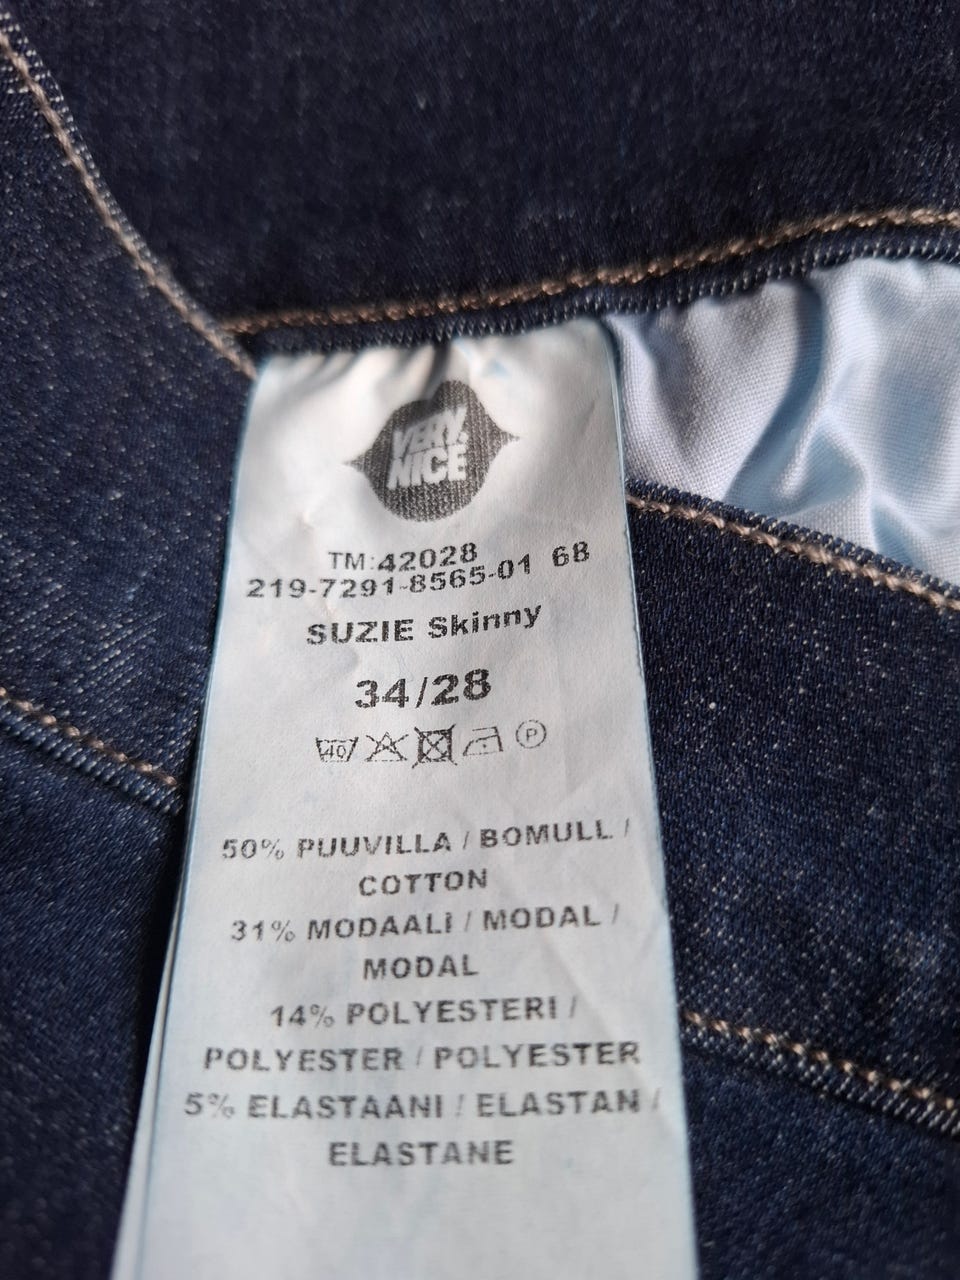 VERY
NICE
TM:42028
219-7291-8565-01 68
SUZIE Skinny
34/28
40 P
50% PUUVILLA / BOMULL /
COTTON
31% MODAALI / MODAL /
MODAL
14% POLYESTERI /
POLYESTER / POLYESTER
5% ELASTAANI / ELASTAN /
ELASTANE